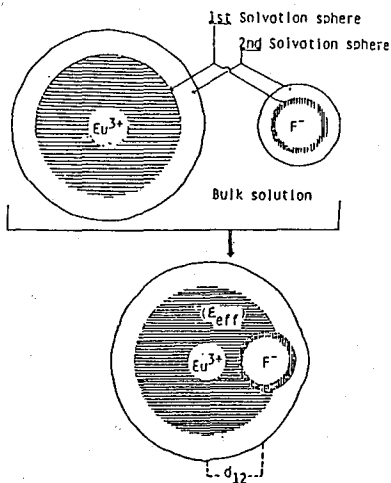 1st Solvation sphere
2nd Solvation sphere
Eu3+
F-
Bulk solution
(Eeff)
Eu3+
F-
d12